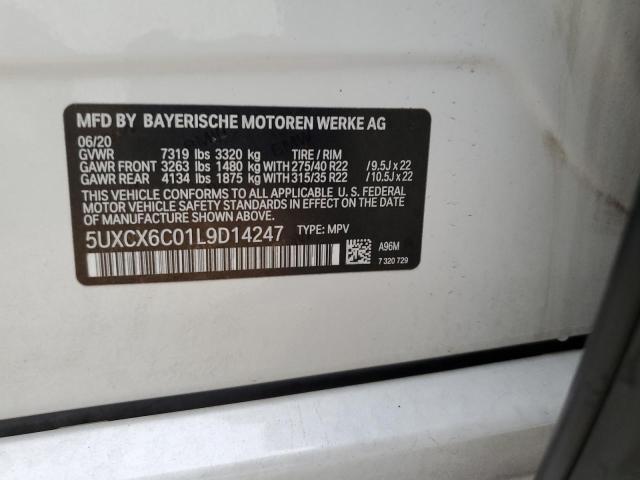 MFD BY BAYERISCHE MOTOREN WERKE AG
06/20
GVWR 7319 lbs 3320 kg TIRE / RIM
GAWR FRONT 3263 lbs 1480 kg WITH 275/40 R22 / 9.5J x 22
GAWR REAR 4134 lbs 1875 kg WITH 315/35 R22 / 10.5J x 22
THIS VEHICLE CONFORMS TO ALL APPLICABLE U. S. FEDERAL
MOTOR VEHICLE SAFETY STANDARDS IN EFFECT ON THE
DATE OF MANUFACTURE SHOWN ABOVE.
5UXCX6C01L9D14247 TYPE: MPV
A96M
7 320 729